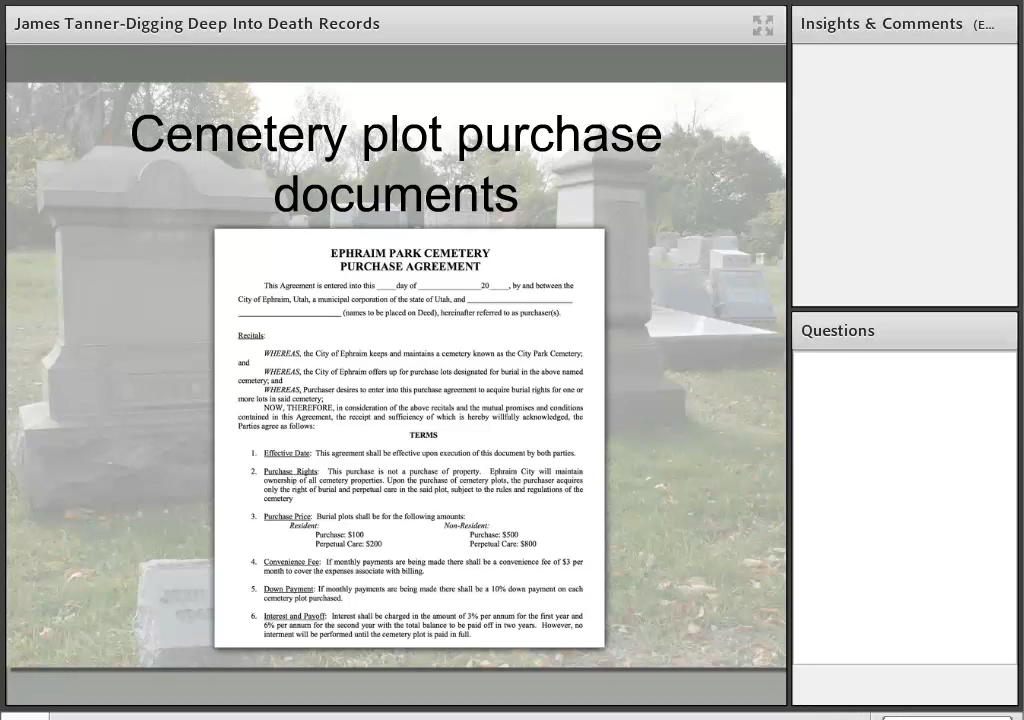 James Tanner-Digging Deep Into Death Records
Insights & Comments (E...
Cemetery plot purchase
documents
EPHRAIM PARK CEMETERY
PURCHASE AGREEMENT
This Agreement is entered into this _____day of ________________20_____, by and between the
City of Ephraim, Utah, a municipal corporation of the state of Utah, and ___________________________
___________________________ (names to be placed on Deed), hereinafter referred to as purchaser(s).
Recitals:
WHEREAS, the City of Ephraim keeps and maintains a cemetery known as the City Park Cemetery;
and
WHEREAS, the City of Ephraim offers up for purchase lots designated for burial in the above named
cemetery; and
WHEREAS, Purchaser desires to enter into this purchase agreement to acquire burial rights for one or
more lots in said cemetery;
NOW, THEREFORE, in consideration of the above recitals and the mutual promises and conditions
contained in this Agreement, the receipt and sufficiency of which is hereby willfully acknowledged, the
Parties agree as follows:
TERMS
1. Effective Date: This agreement shall be effective upon execution of this document by both parties.
2. Purchase Rights: This purchase is not a purchase of property. Ephraim City will maintain
ownership of all cemetery properties. Upon the purchase of cemetery plots, the purchaser acquires
only the right of burial and perpetual care in the said plot, subject to the rules and regulations of the
cemetery
3. Purchase Price: Burial plots shall be for the following amounts:
Resident: Non-Resident:
Purchase: $100 Purchase: $500
Perpetual Care: $200 Perpetual Care: $800
4. Convenience Fee: If monthly payments are being made there shall be a convenience fee of $3 per
month to cover the expenses associate with billing.
5. Down Payment: If monthly payments are being made there shall be a 10% down payment on each
cemetery plot purchased.
6. Interest and Payoff: Interest shall be charged in the amount of 3% per annum for the first year and
6% per annum for the second year with the total balance to be paid off in two years. However, no
interment will be performed until the cemetery plot is paid in full.
Questions